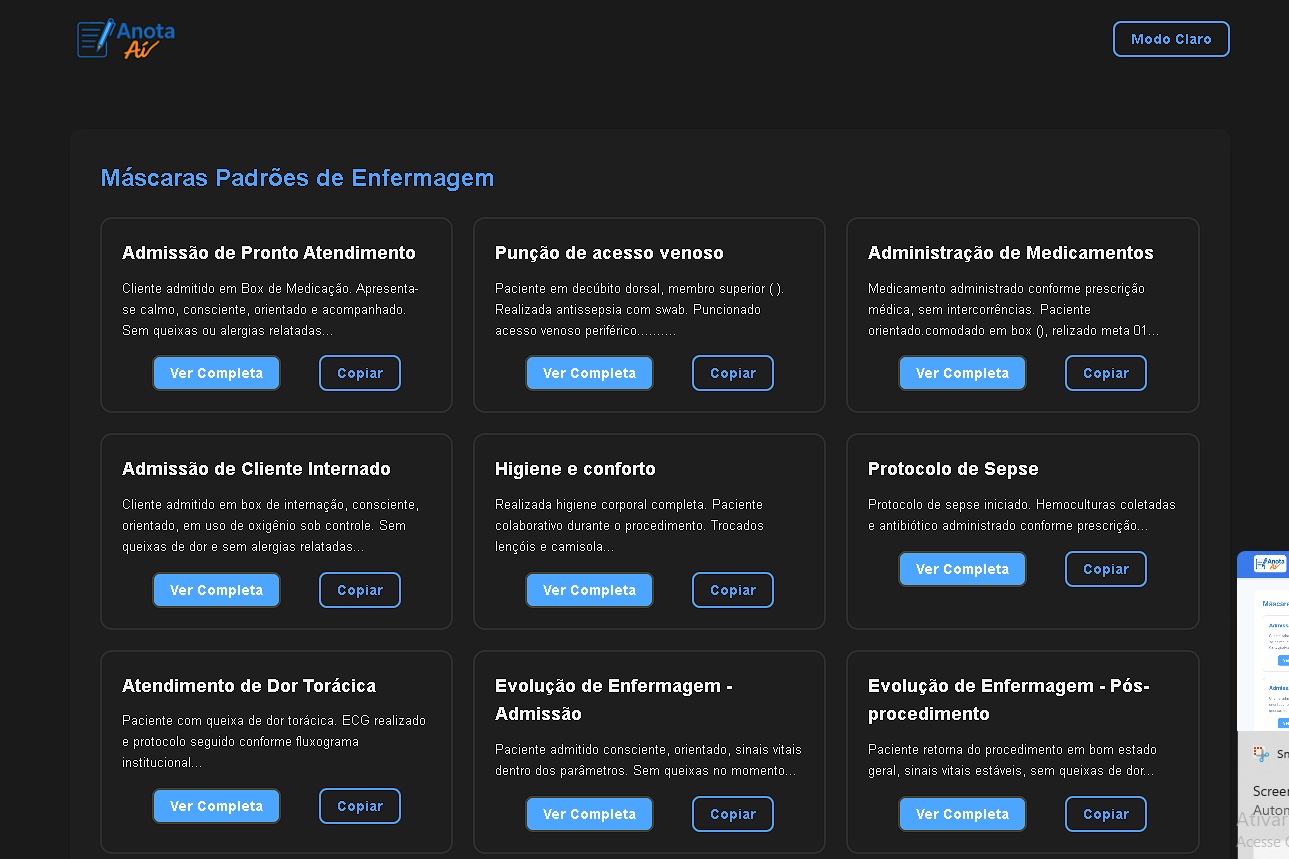 Anota
Aí
Modo Claro
Máscaras Padrões de Enfermagem
Admissão de Pronto Atendimento
Cliente admitido em Box de Medicação. Apresenta-
se calmo, consciente, orientado e acompanhado.
Sem queixas ou alergias relatadas...
Ver Completa
Copiar
Punção de acesso venoso
Paciente em decúbito dorsal, membro superior ( ).
Realizada antissepsia com swab. Puncionado
acesso venoso periférico..........
Ver Completa
Copiar
Administração de Medicamentos
Medicamento administrado conforme prescrição
médica, sem intercorrências. Paciente
orientado.comodado em box (), relizado meta 01...
Ver Completa
Copiar
Admissão de Cliente Internado
Cliente admitido em box de internação, consciente,
orientado, em uso de oxigênio sob controle. Sem
queixas de dor e sem alergias relatadas...
Ver Completa
Copiar
Higiene e conforto
Realizada higiene corporal completa. Paciente
colaborativo durante o procedimento. Trocados
lençóis e camisola...
Ver Completa
Copiar
Protocolo de Sepse
Protocolo de sepse iniciado. Hemoculturas coletadas
e antibiótico administrado conforme prescrição...
Ver Completa
Copiar
Atendimento de Dor Torácica
Paciente com queixa de dor torácica. ECG realizado
e protocolo seguido conforme fluxograma
institucional...
Ver Completa
Copiar
Evolução de Enfermagem -
Admissão
Paciente admitido consciente, orientado, sinais vitais
dentro dos parâmetros. Sem queixas no momento...
Ver Completa
Copiar
Evolução de Enfermagem - Pós-
procedimento
Paciente retorna do procedimento em bom estado
geral, sinais vitais estáveis, sem queixas de dor...
Ver Completa
Copiar
Anota
Aí
Máscaras
Sn
Screen
Autom
Ativar
Acesse